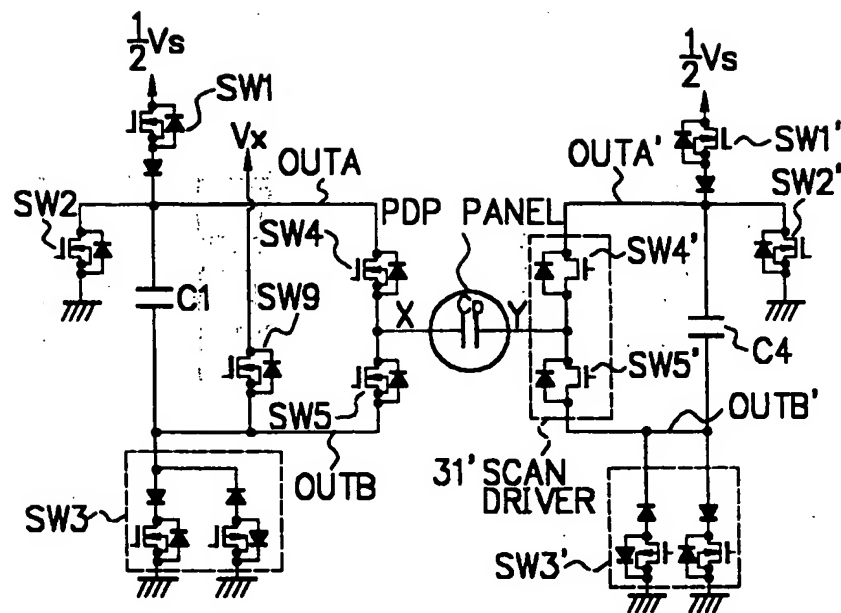 ½Vs
SW1
Vx
OUTA
SW2
C1
SW4
SW9
SW5
OUTB
SW3
PDP PANEL
X
Cp
Y
½Vs
SW1'
OUTA'
SW2'
SW4'
SW5'
C4
OUTB'
31' SCAN
DRIVER
SW3'